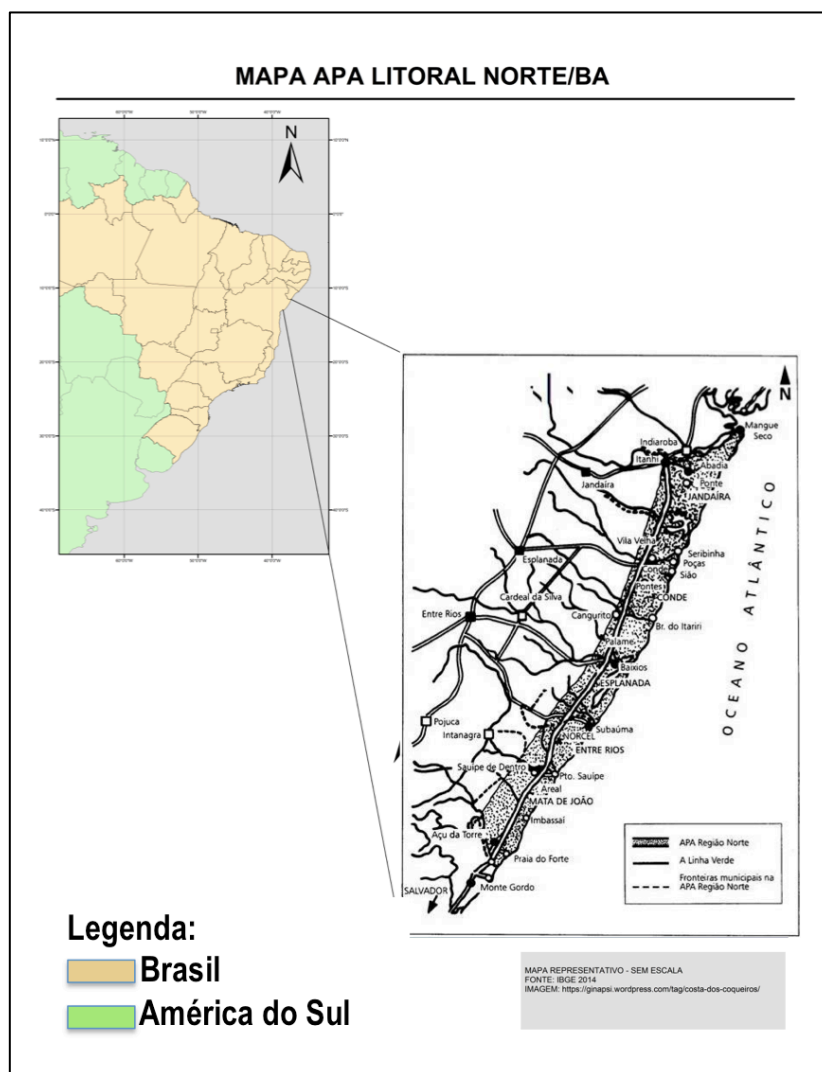 MAPA APA LITORAL NORTE/BA
N
N
Mangue
Seco
Indiaroba
Itanhi
Abadia
Ponte
Jandaíra
JANDAÍRA
Vila Velha
Seribinha
Poças
Esplanada
Conde
Sião
Pontes
Cardeal da Silva
CONDE
Entre Rios
Cangurito
Br. do Itariri
Palame
Baixios
ESPLANADA
Pojuca
Subaúma
Intanagra
NORCEL
ENTRE RIOS
Sauipe de Dentro
Pto. Sauípe
Areal
MATA DE JOÃO
Imbassaí
Açu da Torre
Praia do Forte
SALVADOR
Monte Gordo
OCEANO ATLÂNTICO
APA Região Norte
A Linha Verde
Fronteiras municipais na
APA Região Norte
Legenda:
Brasil
América do Sul
MAPA REPRESENTATIVO - SEM ESCALA
FONTE: IBGE 2014
IMAGEM: https://ginapsi.wordpress.com/tag/costa-dos-coqueiros/